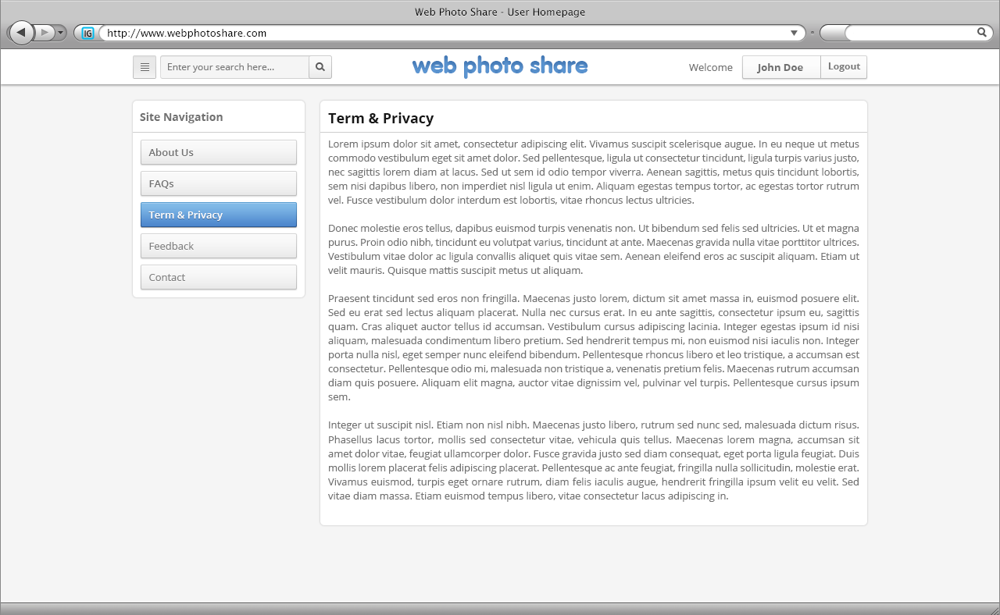 Web Photo Share - User Homepage
IG
http://www.webphotoshare.com
Enter your search here...
web photo share
Welcome
John Doe
Logout
Site Navigation
About Us
FAQs
Term & Privacy
Feedback
Contact
Term & Privacy
Lorem ipsum dolor sit amet, consectetur adipiscing elit. Vivamus suscipit scelerisque augue. In eu neque ut metus
commodo vestibulum eget sit amet dolor. Sed pellentesque, ligula ut consectetur tincidunt, ligula turpis varius justo,
nec sagittis lorem diam at lacus. Sed ut sem id odio tempor viverra. Aenean sagittis, metus quis tincidunt lobortis,
sem nisi dapibus libero, non imperdiet nisl ligula ut enim. Aliquam egestas tempus tortor, ac egestas tortor rutrum
vel. Fusce vestibulum dolor interdum est lobortis, vitae rhoncus lectus ultricies.
Donec molestie eros tellus, dapibus euismod turpis venenatis non. Ut bibendum sed felis sed ultricies. Ut et magna
purus. Proin odio nibh, tincidunt eu volutpat varius, tincidunt at ante. Maecenas gravida nulla vitae porttitor ultrices.
Vestibulum vitae dolor ac ligula convallis aliquet quis vitae sem. Aenean eleifend eros ac suscipit aliquam. Etiam ut
velit mauris. Quisque mattis suscipit metus ut aliquam.
Praesent tincidunt sed eros non fringilla. Maecenas justo lorem, dictum sit amet massa in, euismod posuere elit.
Sed eu erat sed lectus aliquam placerat. Nulla nec cursus erat. In eu ante sagittis, consectetur ipsum eu, sagittis
quam. Cras aliquet auctor tellus id accumsan. Vestibulum cursus adipiscing lacinia. Integer egestas ipsum id nisi
aliquam, malesuada condimentum libero pretium. Sed hendrerit tempus mi, non euismod nisi iaculis non. Integer
porta nulla nisl, eget semper nunc eleifend bibendum. Pellentesque rhoncus libero et leo tristique, a accumsan est
consectetur. Pellentesque odio mi, malesuada non tristique a, venenatis pretium felis. Maecenas rutrum accumsan
diam quis posuere. Aliquam elit magna, auctor vitae dignissim vel, pulvinar vel turpis. Pellentesque cursus ipsum
sem.
Integer ut suscipit nisl. Etiam non nisl nibh. Maecenas justo libero, rutrum sed nunc sed, malesuada dictum risus.
Phasellus lacus tortor, mollis sed consectetur vitae, vehicula quis tellus. Maecenas lorem magna, accumsan sit
amet dolor vitae, feugiat ullamcorper dolor. Fusce gravida justo sed diam consequat, eget porta ligula feugiat. Duis
mollis lorem placerat felis adipiscing placerat. Pellentesque ac ante feugiat, fringilla nulla sollicitudin, molestie erat.
Vivamus euismod, turpis eget ornare rutrum, diam felis iaculis augue, hendrerit fringilla ipsum velit eu velit. Sed
vitae diam massa. Etiam euismod tempus libero, vitae consectetur lacus adipiscing in.